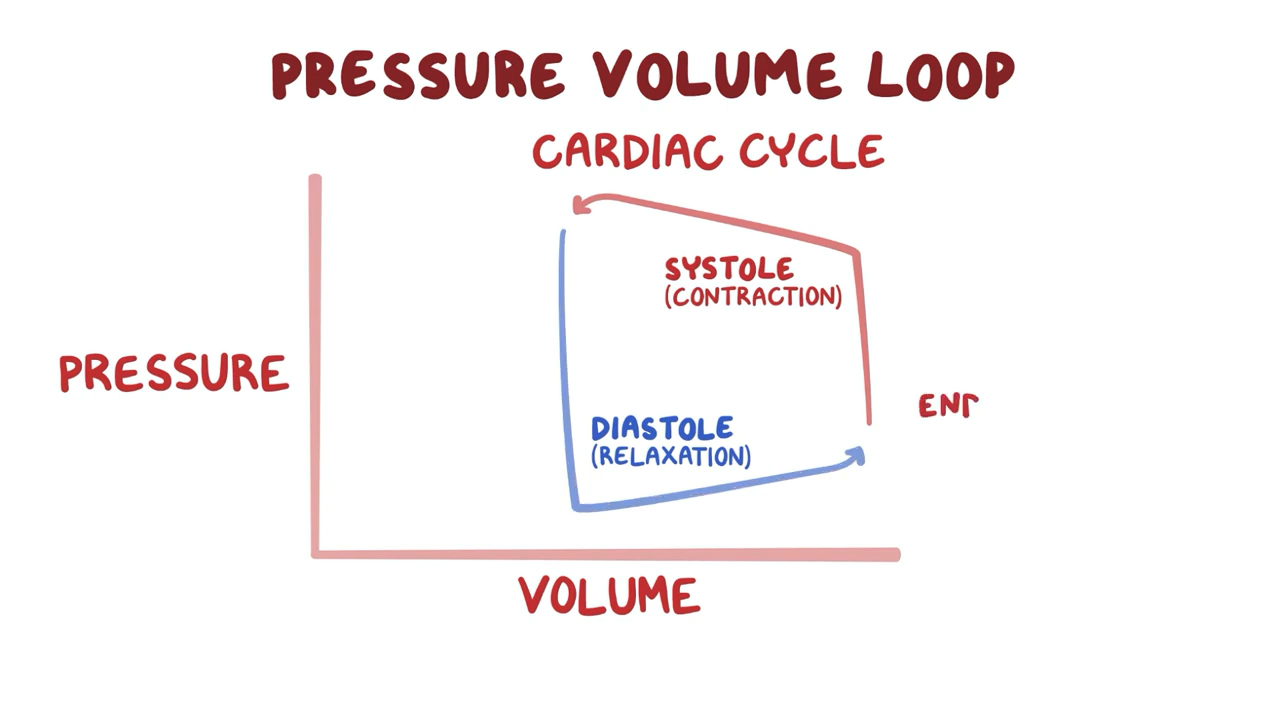 PRESSURE VOLUME LOOP
CARDIAC CYCLE
SYSTOLE
(CONTRACTION)
PRESSURE
DIASTOLE
(RELAXATION)
VOLUME